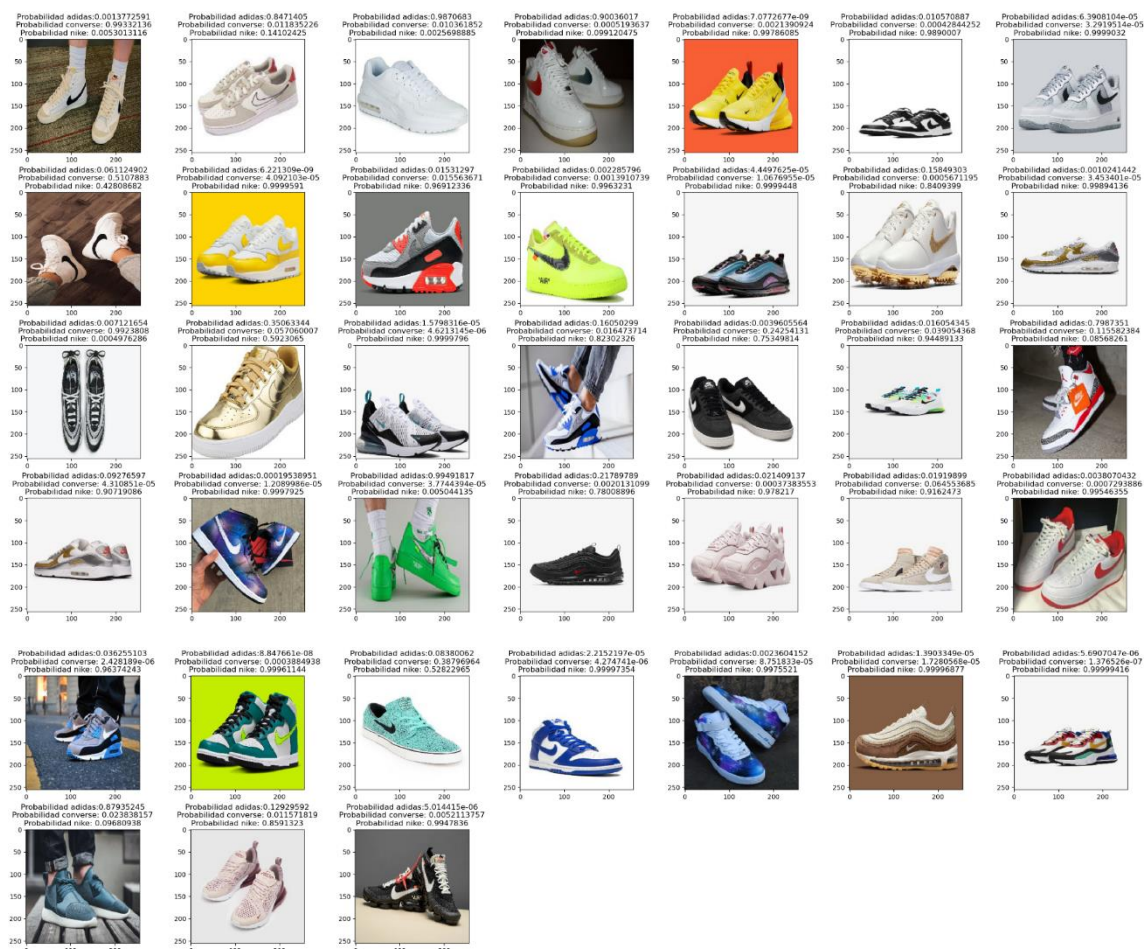 Probabilidad adidas:0.0013772591
Probabilidad converse: 0.99332136
Probabilidad nike: 0.0053013116
Probabilidad adidas:0.8471405
Probabilidad converse: 0.011835226
Probabilidad nike: 0.14102425
Probabilidad adidas:0.9870683
Probabilidad converse: 0.010361852
Probabilidad nike: 0.0025698885
Probabilidad adidas:0.90036017
Probabilidad converse: 0.0005193637
Probabilidad nike: 0.099120475
Probabilidad adidas:7.0772677e-09
Probabilidad converse: 0.0021390924
Probabilidad nike: 0.99786085
Probabilidad adidas:0.010570887
Probabilidad converse: 0.00042844252
Probabilidad nike: 0.9890007
Probabilidad adidas:6.3908104e-05
Probabilidad converse: 3.2919514e-05
Probabilidad nike: 0.9999032
Probabilidad adidas:0.061124902
Probabilidad converse: 0.5107883
Probabilidad nike: 0.42808682
Probabilidad adidas:6.221309e-09
Probabilidad converse: 4.092103e-05
Probabilidad nike: 0.9999591
Probabilidad adidas:0.01531297
Probabilidad converse: 0.015563671
Probabilidad nike: 0.96912336
Probabilidad adidas:0.002285796
Probabilidad converse: 0.0013910739
Probabilidad nike: 0.9963231
Probabilidad adidas:4.4497625e-05
Probabilidad converse: 1.0676955e-05
Probabilidad nike: 0.9999448
Probabilidad adidas:0.15849303
Probabilidad converse: 0.0005671195
Probabilidad nike: 0.8409399
Probabilidad adidas:0.0010241442
Probabilidad converse: 3.453401e-05
Probabilidad nike: 0.99894136
Probabilidad adidas:0.007121654
Probabilidad converse: 0.9923808
Probabilidad nike: 0.0004976286
Probabilidad adidas:0.35063344
Probabilidad converse: 0.057060007
Probabilidad nike: 0.5923065
Probabilidad adidas:1.5798316e-05
Probabilidad converse: 4.6213145e-06
Probabilidad nike: 0.9999796
Probabilidad adidas:0.16050299
Probabilidad converse: 0.016473714
Probabilidad nike: 0.82302326
Probabilidad adidas:0.0039605564
Probabilidad converse: 0.24254131
Probabilidad nike: 0.75349814
Probabilidad adidas:0.016054345
Probabilidad converse: 0.039054368
Probabilidad nike: 0.94489133
Probabilidad adidas:0.7987351
Probabilidad converse: 0.115582384
Probabilidad nike: 0.08568261
Probabilidad adidas:0.09276597
Probabilidad converse: 4.310851e-05
Probabilidad nike: 0.90719086
Probabilidad adidas:0.00019538951
Probabilidad converse: 1.2089986e-05
Probabilidad nike: 0.9997925
Probabilidad adidas:0.99491817
Probabilidad converse: 3.7744394e-05
Probabilidad nike: 0.005044135
Probabilidad adidas:0.21789789
Probabilidad converse: 0.0020131099
Probabilidad nike: 0.78008896
Probabilidad adidas:0.021409137
Probabilidad converse: 0.00037383553
Probabilidad nike: 0.978217
Probabilidad adidas:0.01919899
Probabilidad converse: 0.06453685
Probabilidad nike: 0.9162473
Probabilidad adidas:0.0038070432
Probabilidad converse: 0.0007293886
Probabilidad nike: 0.99546355
Probabilidad adidas:0.036255103
Probabilidad converse: 2.428189e-06
Probabilidad nike: 0.96374243
Probabilidad adidas:8.847661e-08
Probabilidad converse: 0.0003884938
Probabilidad nike: 0.99961144
Probabilidad adidas:0.08380062
Probabilidad converse: 0.38796964
Probabilidad nike: 0.52822965
Probabilidad adidas:2.2152197e-05
Probabilidad converse: 4.274741e-06
Probabilidad nike: 0.99997354
Probabilidad adidas:0.0023604152
Probabilidad converse: 8.751833e-05
Probabilidad nike: 0.9975521
Probabilidad adidas:1.3903349e-05
Probabilidad converse: 1.7280568e-05
Probabilidad nike: 0.99996877
Probabilidad adidas:5.6907047e-06
Probabilidad converse: 1.376526e-07
Probabilidad nike: 0.99999416
Probabilidad adidas:0.87935245
Probabilidad converse: 0.023838157
Probabilidad nike: 0.09680938
Probabilidad adidas:0.12929592
Probabilidad converse: 0.011571819
Probabilidad nike: 0.8591323
Probabilidad adidas:5.014415e-06
Probabilidad converse: 0.0052113757
Probabilidad nike: 0.9947836